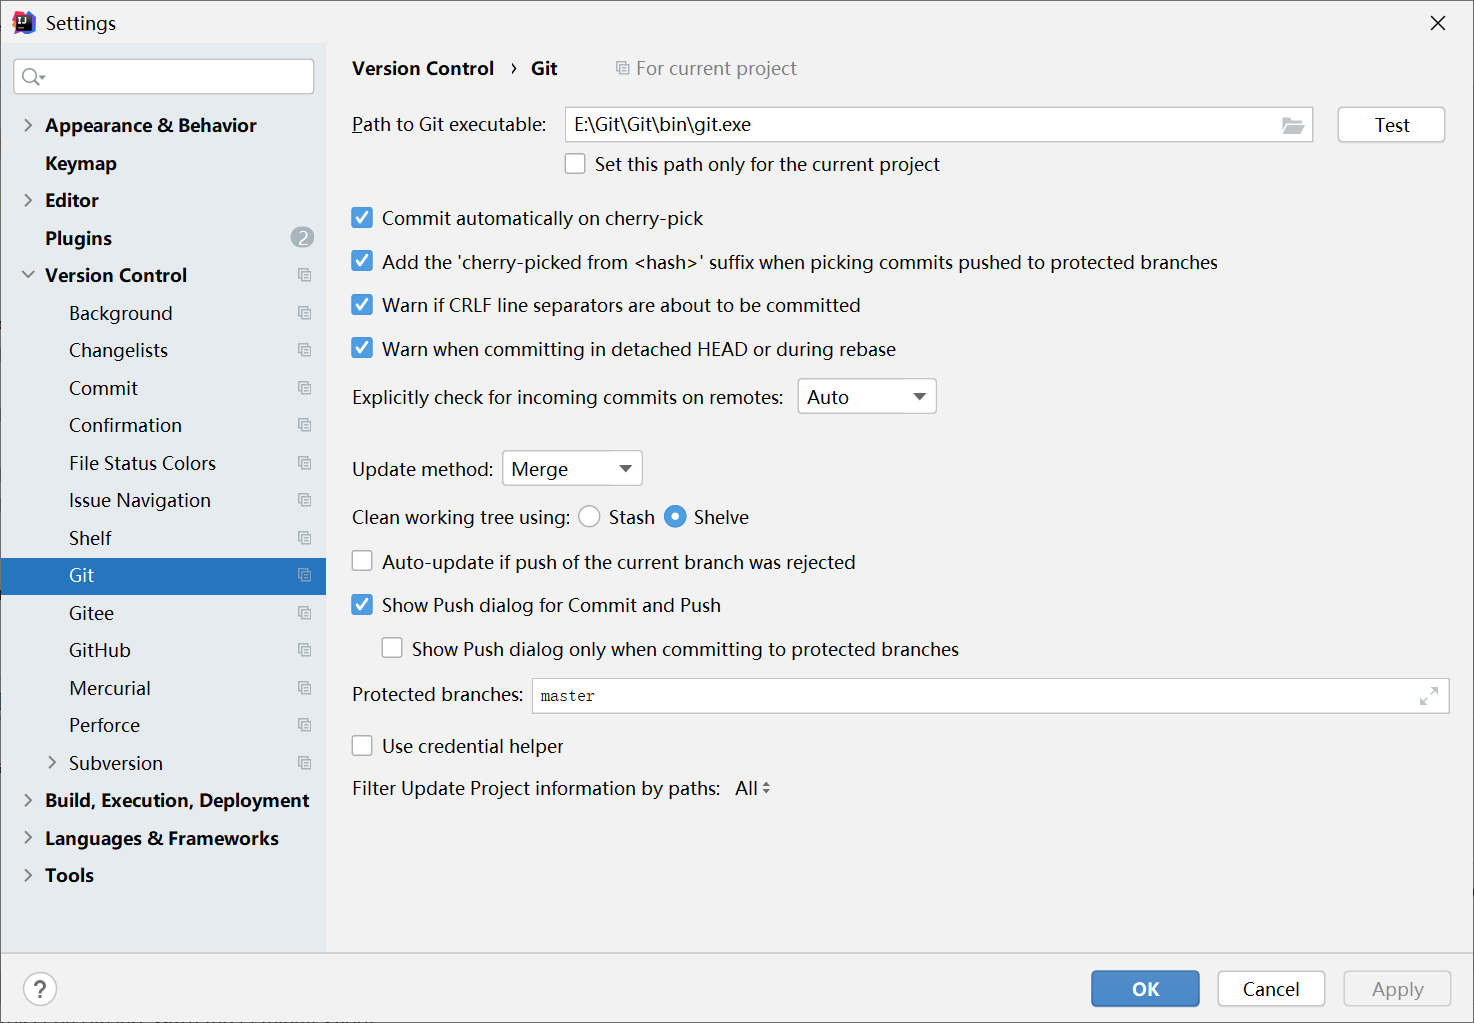 Settings
Appearance & Behavior
Keymap
Editor
Plugins 2
Version Control
Background
Changelists
Commit
Confirmation
File Status Colors
Issue Navigation
Shelf
Git
Gitee
GitHub
Mercurial
Perforce
Subversion
Build, Execution, Deployment
Languages & Frameworks
Tools
Version Control › Git For current project
Path to Git executable: E:\Git\Git\bin\git.exe Test
Set this path only for the current project
Commit automatically on cherry-pick
Add the 'cherry-picked from <hash>' suffix when picking commits pushed to protected branches
Warn if CRLF line separators are about to be committed
Warn when committing in detached HEAD or during rebase
Explicitly check for incoming commits on remotes: Auto
Update method: Merge
Clean working tree using: Stash Shelve
Auto-update if push of the current branch was rejected
Show Push dialog for Commit and Push
Show Push dialog only when committing to protected branches
Protected branches: master
Use credential helper
Filter Update Project information by paths: All
? OK Cancel Apply